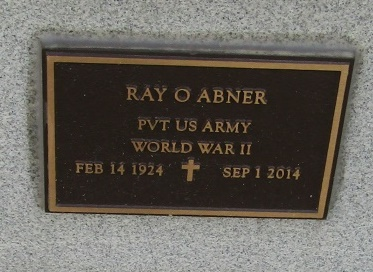 RAY O ABNER
PVT US ARMY
WORLD WAR II
FEB 14 1924 SEP 1 2014